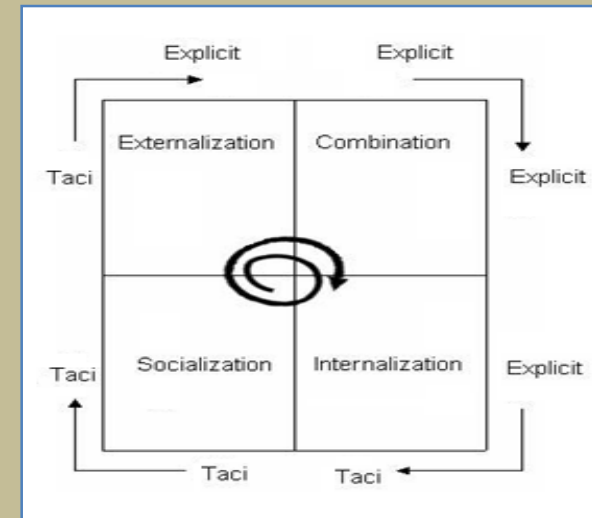 Explicit Explicit
Externalization Combination
Taci Explicit
Socialization Internalization Explicit
Taci
Taci Taci